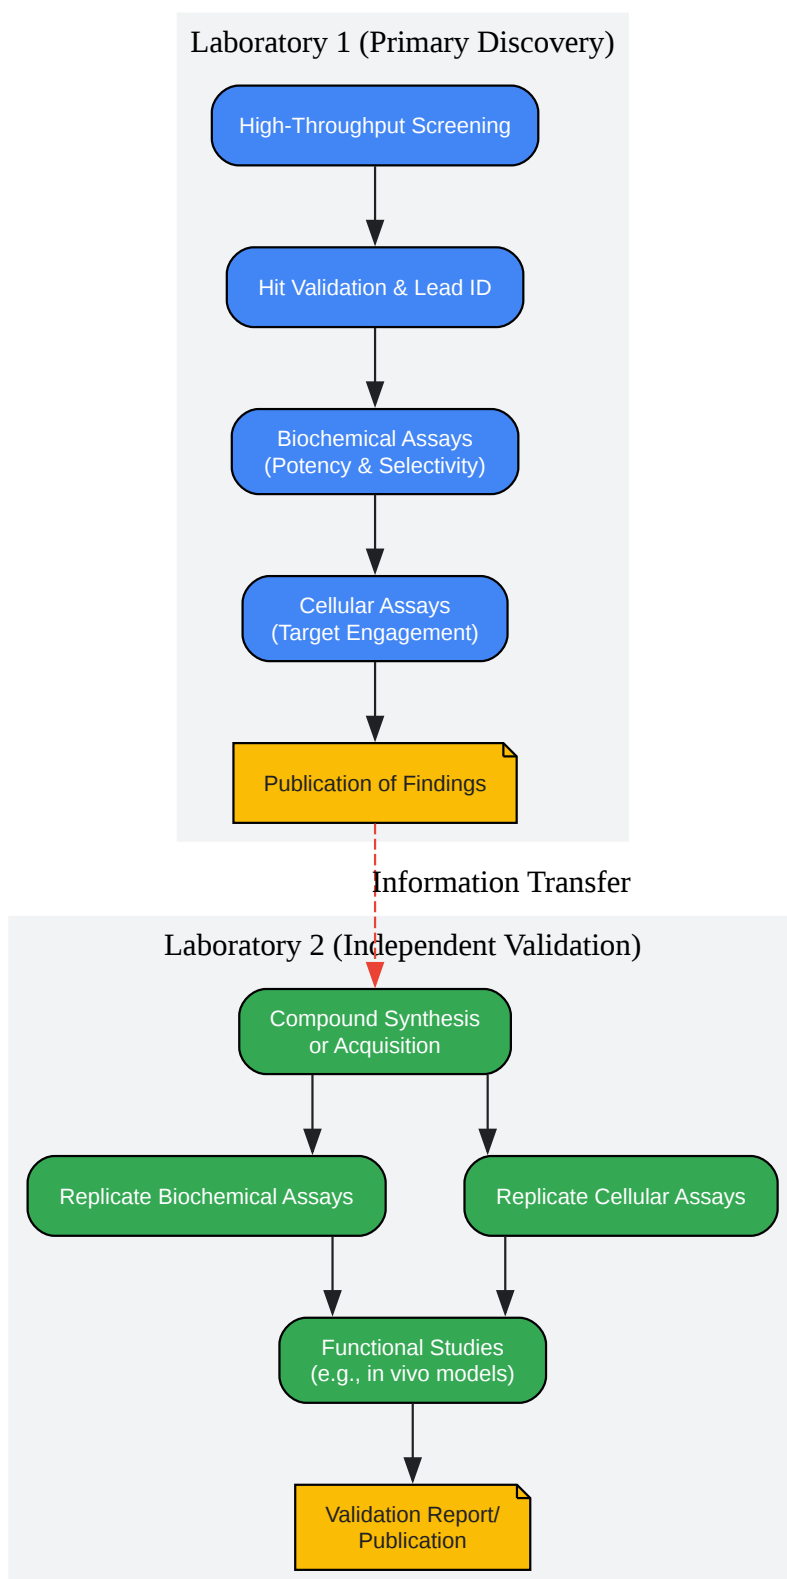 Laboratory 1 (Primary Discovery)
High-Throughput Screening
Hit Validation & Lead ID
Biochemical Assays
(Potency & Selectivity)
Cellular Assays
(Target Engagement)
Publication of Findings
Information Transfer
Laboratory 2 (Independent Validation)
Compound Synthesis
or Acquisition
Replicate Biochemical Assays
Replicate Cellular Assays
Functional Studies
(e.g., in vivo models)
Validation Report/
Publication